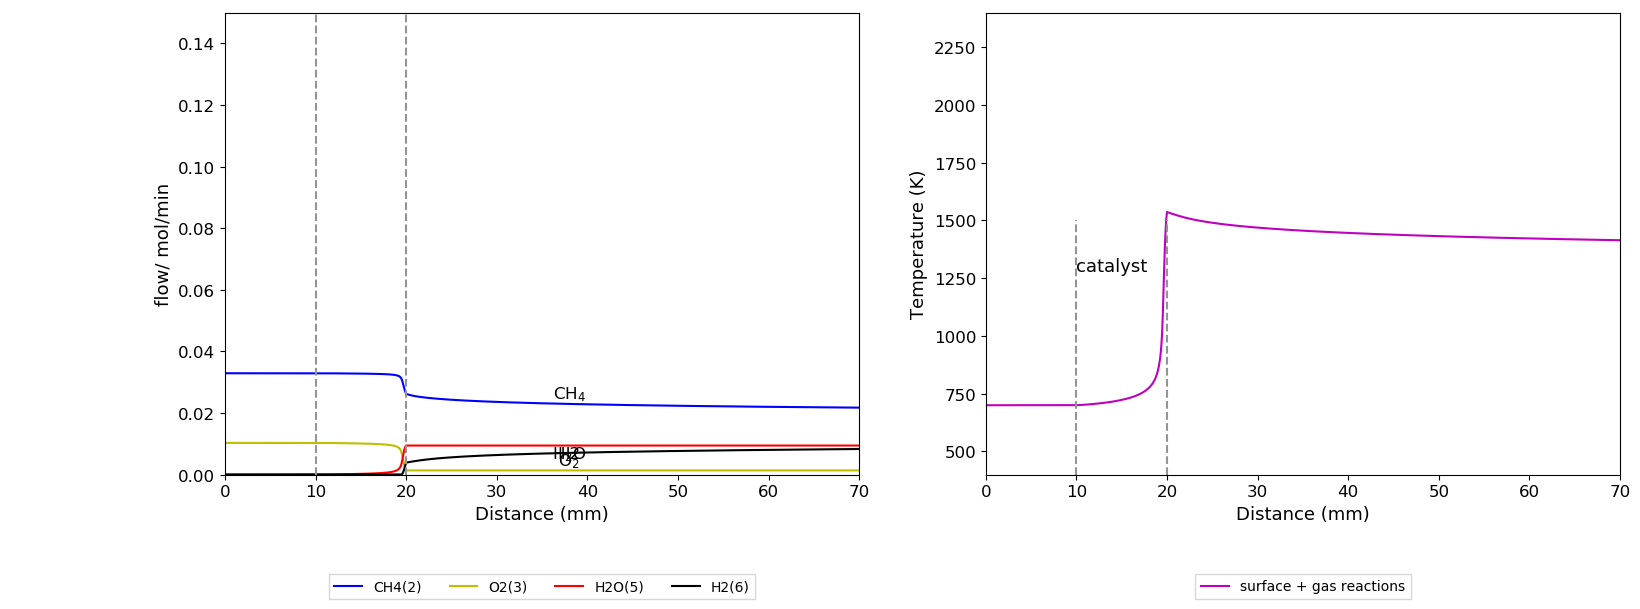 0.14
0.12
0.10
0.08
0.06
0.04
0.02
0.00
flow/ mol/min
0 10 20 30 40 50 60 70
Distance (mm)
CH4
H2O
H2
O2
CH4(2) O2(3) H2O(5) H2(6)
2250
2000
1750
1500
1250
1000
750
500
Temperature (K)
catalyst
0 10 20 30 40 50 60 70
Distance (mm)
surface + gas reactions